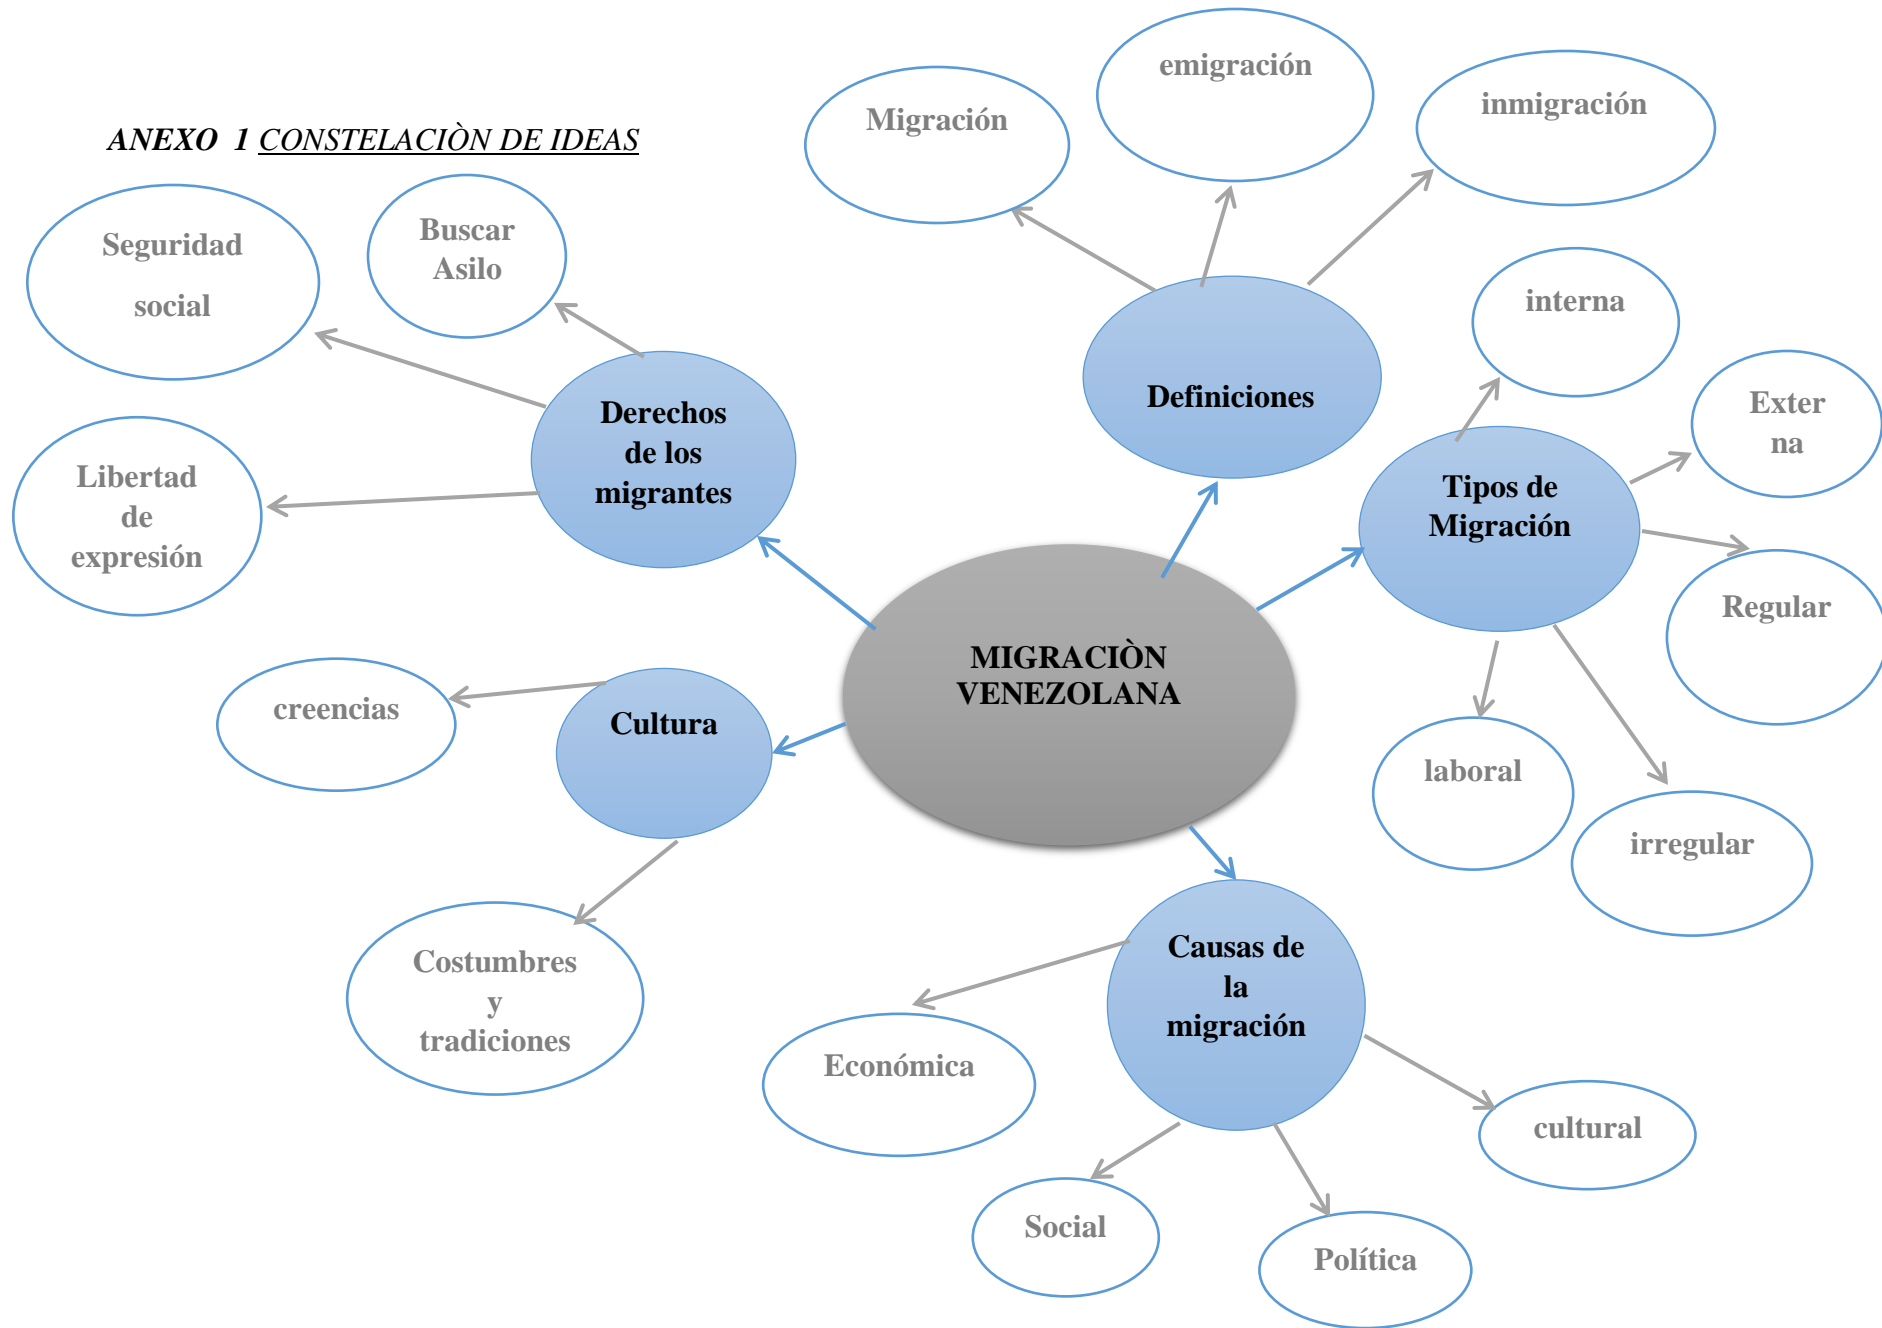 ANEXO 1 CONSTELACIÒN DE IDEAS
Migración
emigración
inmigración
Seguridad
social
Buscar
Asilo
Derechos
de los
migrantes
Libertad
de
expresión
Definiciones
interna
Exter
na
Tipos de
Migración
Regular
laboral
irregular
MIGRACIÒN
VENEZOLANA
creencias
Cultura
Costumbres
y
tradiciones
Causas de
la
migración
Económica
Social
Política
cultural